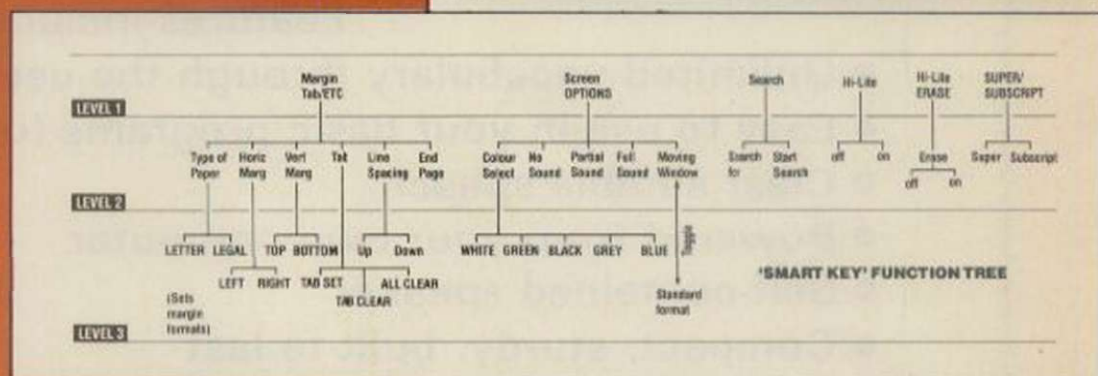 Margin
Tab/ETC
Screen
OPTIONS
Search
Hi-Lite
Hi-Lite
ERASE
SUPER/
SUBSCRIPT
LEVEL 1
Type of
Paper
Horiz
Marg
Vert
Marg
Tab
Line
Spacing
End
Page
Colour
Select
No
Sound
Partial
Sound
Full
Sound
Moving
Window
Search
for
Start
Search
off
on
Erase
off
on
Super
Subscript
LEVEL 2
LETTER LEGAL TOP BOTTOM Up Down
WHITE GREEN BLACK GREY BLUE
Toggle
LEFT RIGHT TAB SET ALL CLEAR
TAB CLEAR
'SMART KEY' FUNCTION TREE
(Sets
margin
formats)
Standard
format
LEVEL 3